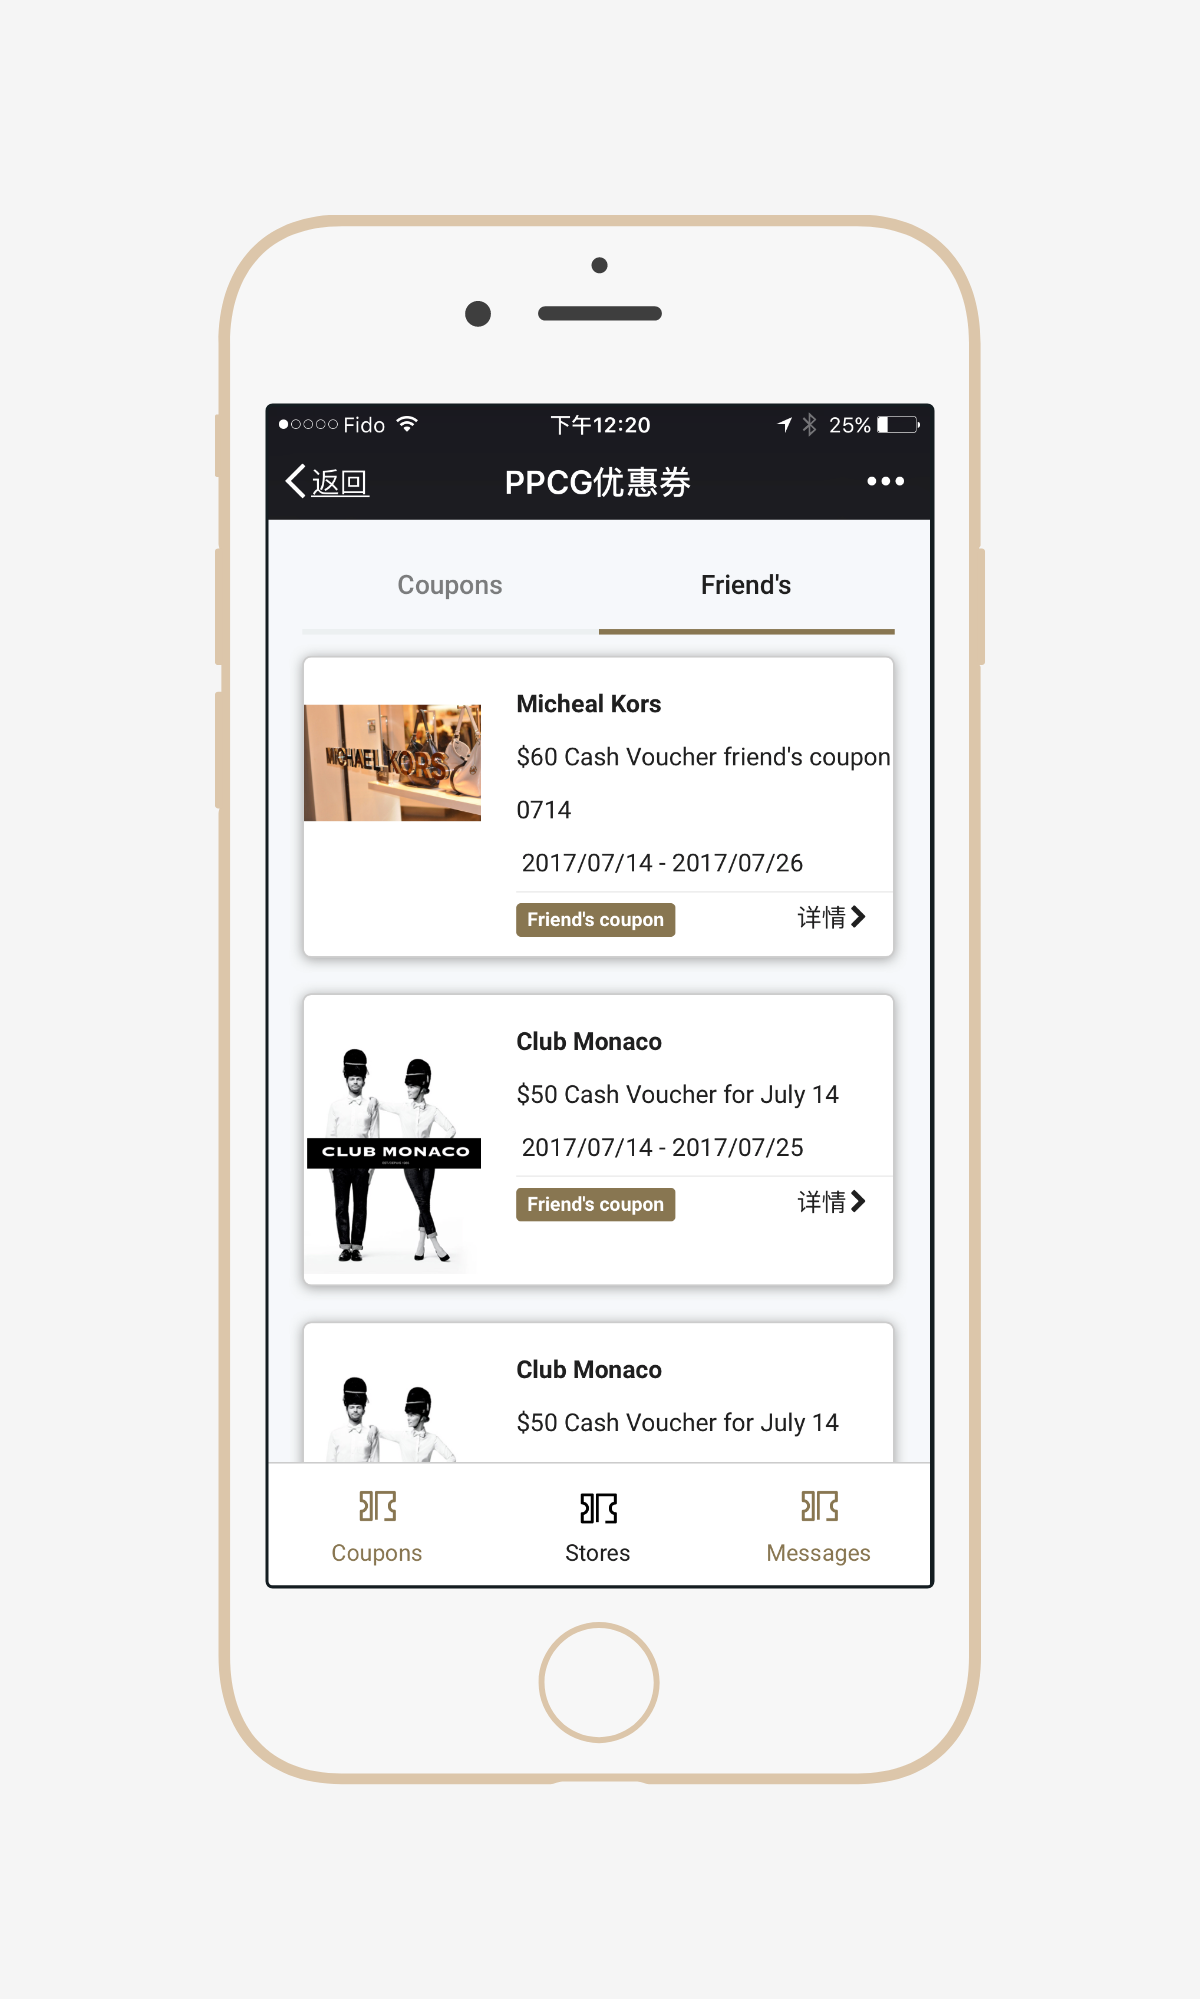 Fido
下午12:20
25%
返回
PPCG优惠券
Coupons
Friend's
MICHAEL KORS
Micheal Kors
$60 Cash Voucher friend's coupon
0714
2017/07/14 - 2017/07/26
Friend's coupon
详情
CLUB MONACO
Club Monaco
$50 Cash Voucher for July 14
2017/07/14 - 2017/07/25
Friend's coupon
详情
Club Monaco
$50 Cash Voucher for July 14
Coupons
Stores
Messages